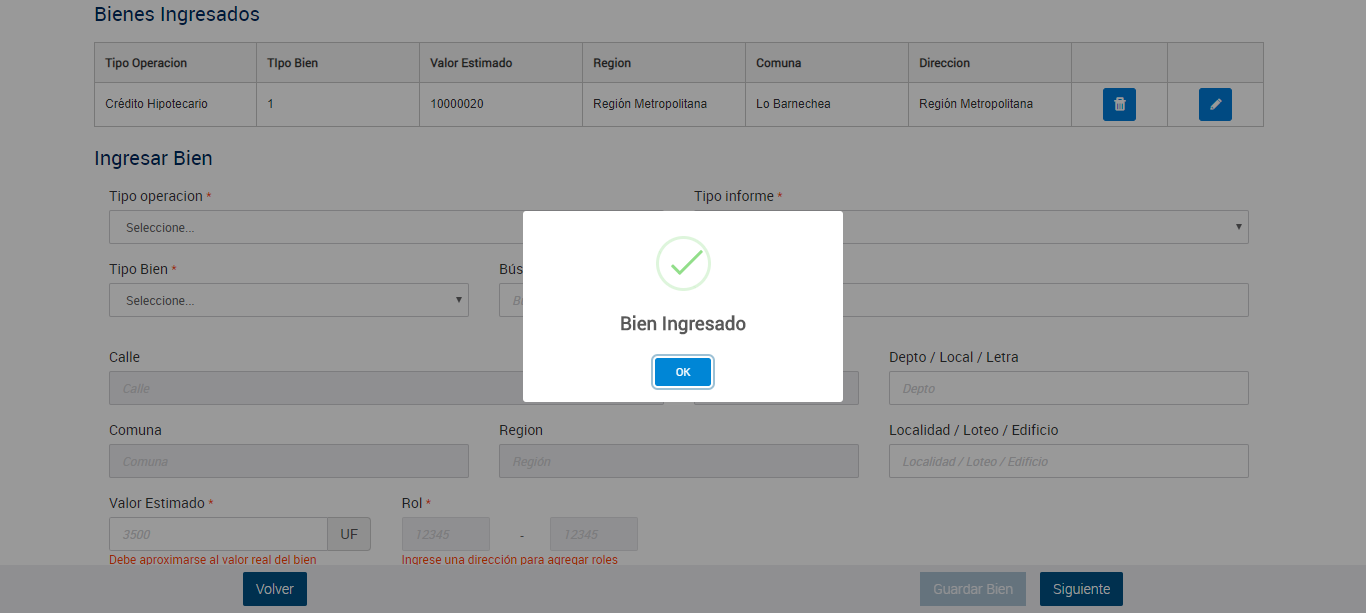 Bienes Ingresados
Tipo Operacion TIpo Bien Valor Estimado Region Comuna Direccion
Crédito Hipotecario 1 10000020 Región Metropolitana Lo Barnechea Región Metropolitana
Ingresar Bien
Tipo operacion * Tipo informe *
Seleccione...
Tipo Bien * Bús
Seleccione...
Bien Ingresado
OK
Calle Depto / Local / Letra
Calle Depto
Comuna Region Localidad / Loteo / Edificio
Comuna Región Localidad / Loteo / Edificio
Valor Estimado * Rol *
3500 UF 12345 - 12345
Debe aproximarse al valor real del bien Ingrese una dirección para agregar roles
Volver Guardar Bien Siguiente